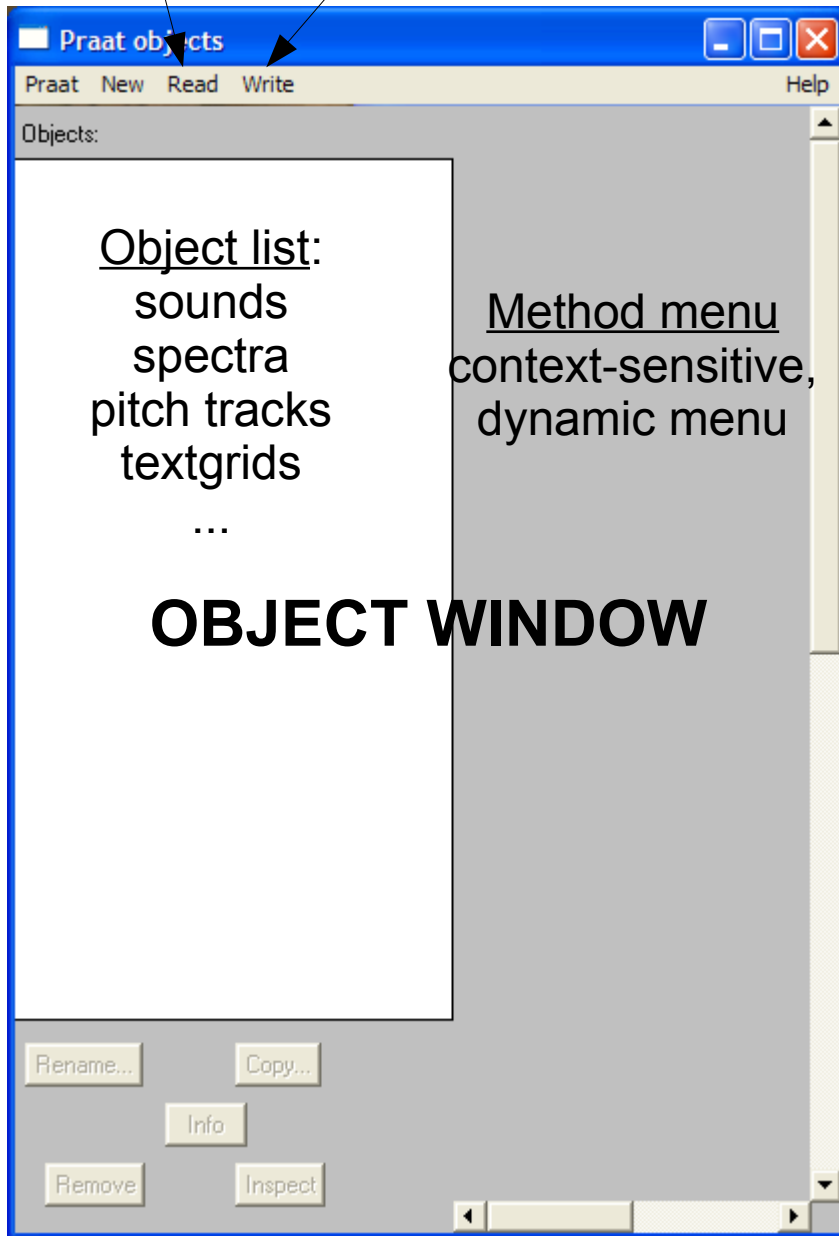 Praat objects
Praat New Read Write Help
Objects:
Object list:
sounds
spectra
pitch tracks
textgrids
...
Method menu
context-sensitive,
dynamic menu
OBJECT WINDOW
Rename... Copy...
Info
Remove Inspect